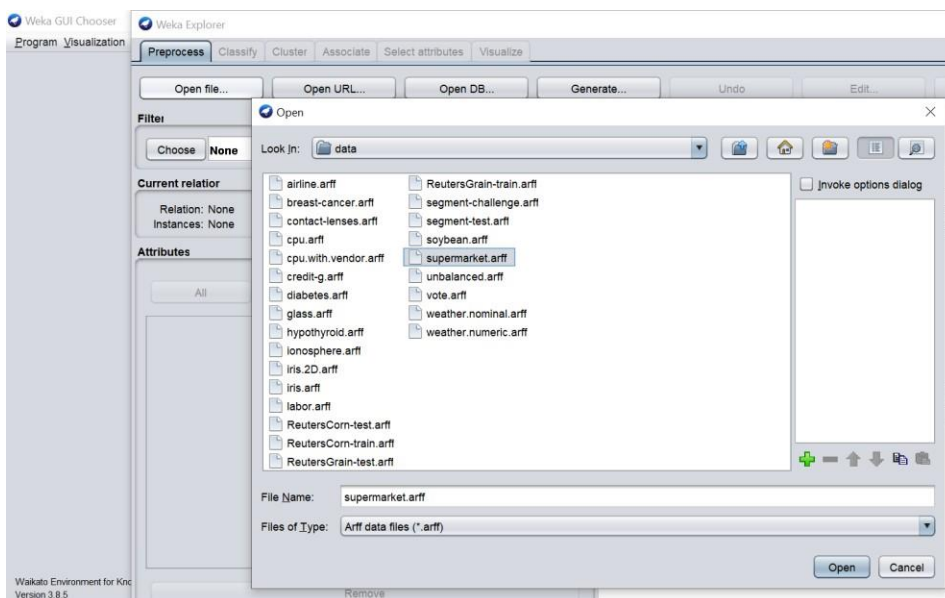 Weka GUI Chooser
Program Visualization
Weka Explorer
Preprocess Classify Cluster Associate Select attributes Visualize
Open file... Open URL... Open DB... Generate... Undo Edit...
Filter
Choose None
Current relation
Relation: None
Instances: None
Attributes
All
Open
Look In: data
airline.arff
breast-cancer.arff
contact-lenses.arff
cpu.arff
cpu.with.vendor.arff
credit-g.arff
diabetes.arff
glass.arff
hypothyroid.arff
ionosphere.arff
iris.2D.arff
iris.arff
labor.arff
ReutersCorn-test.arff
ReutersCorn-train.arff
ReutersGrain-test.arff
ReutersGrain-train.arff
segment-challenge.arff
segment-test.arff
soybean.arff
supermarket.arff
unbalanced.arff
vote.arff
weather.nominal.arff
weather.numeric.arff
Invoke options dialog
File Name: supermarket.arff
Files of Type: Arff data files (*.arff)
Open Cancel
Remove
Waikato Environment for Kno
Version 3.8.5